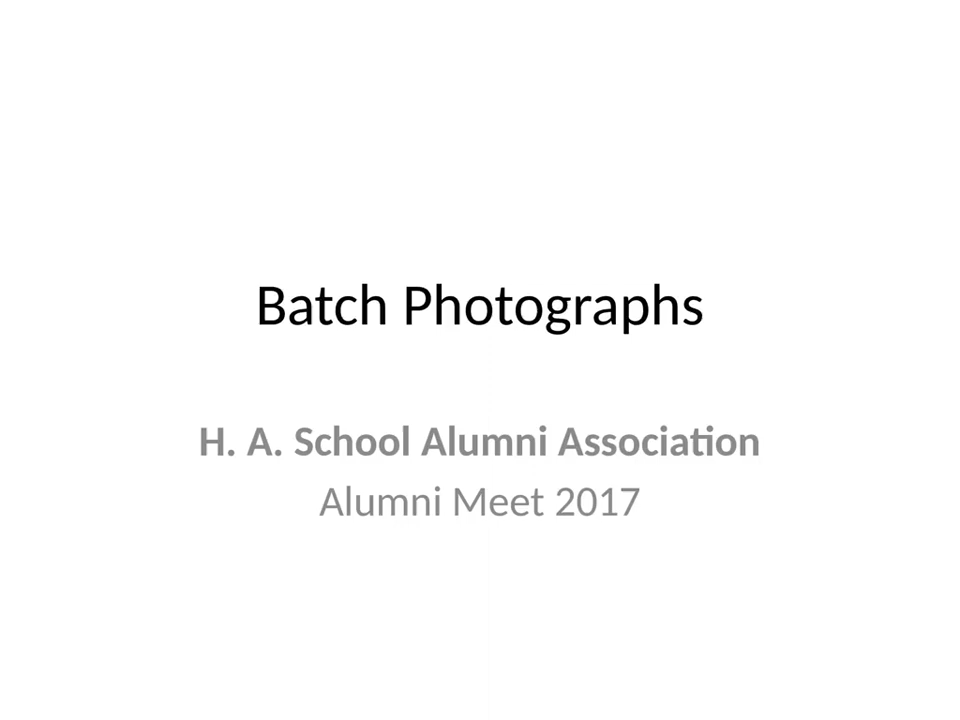 Batch Photographs
H. A. School Alumni Association
Alumni Meet 2017